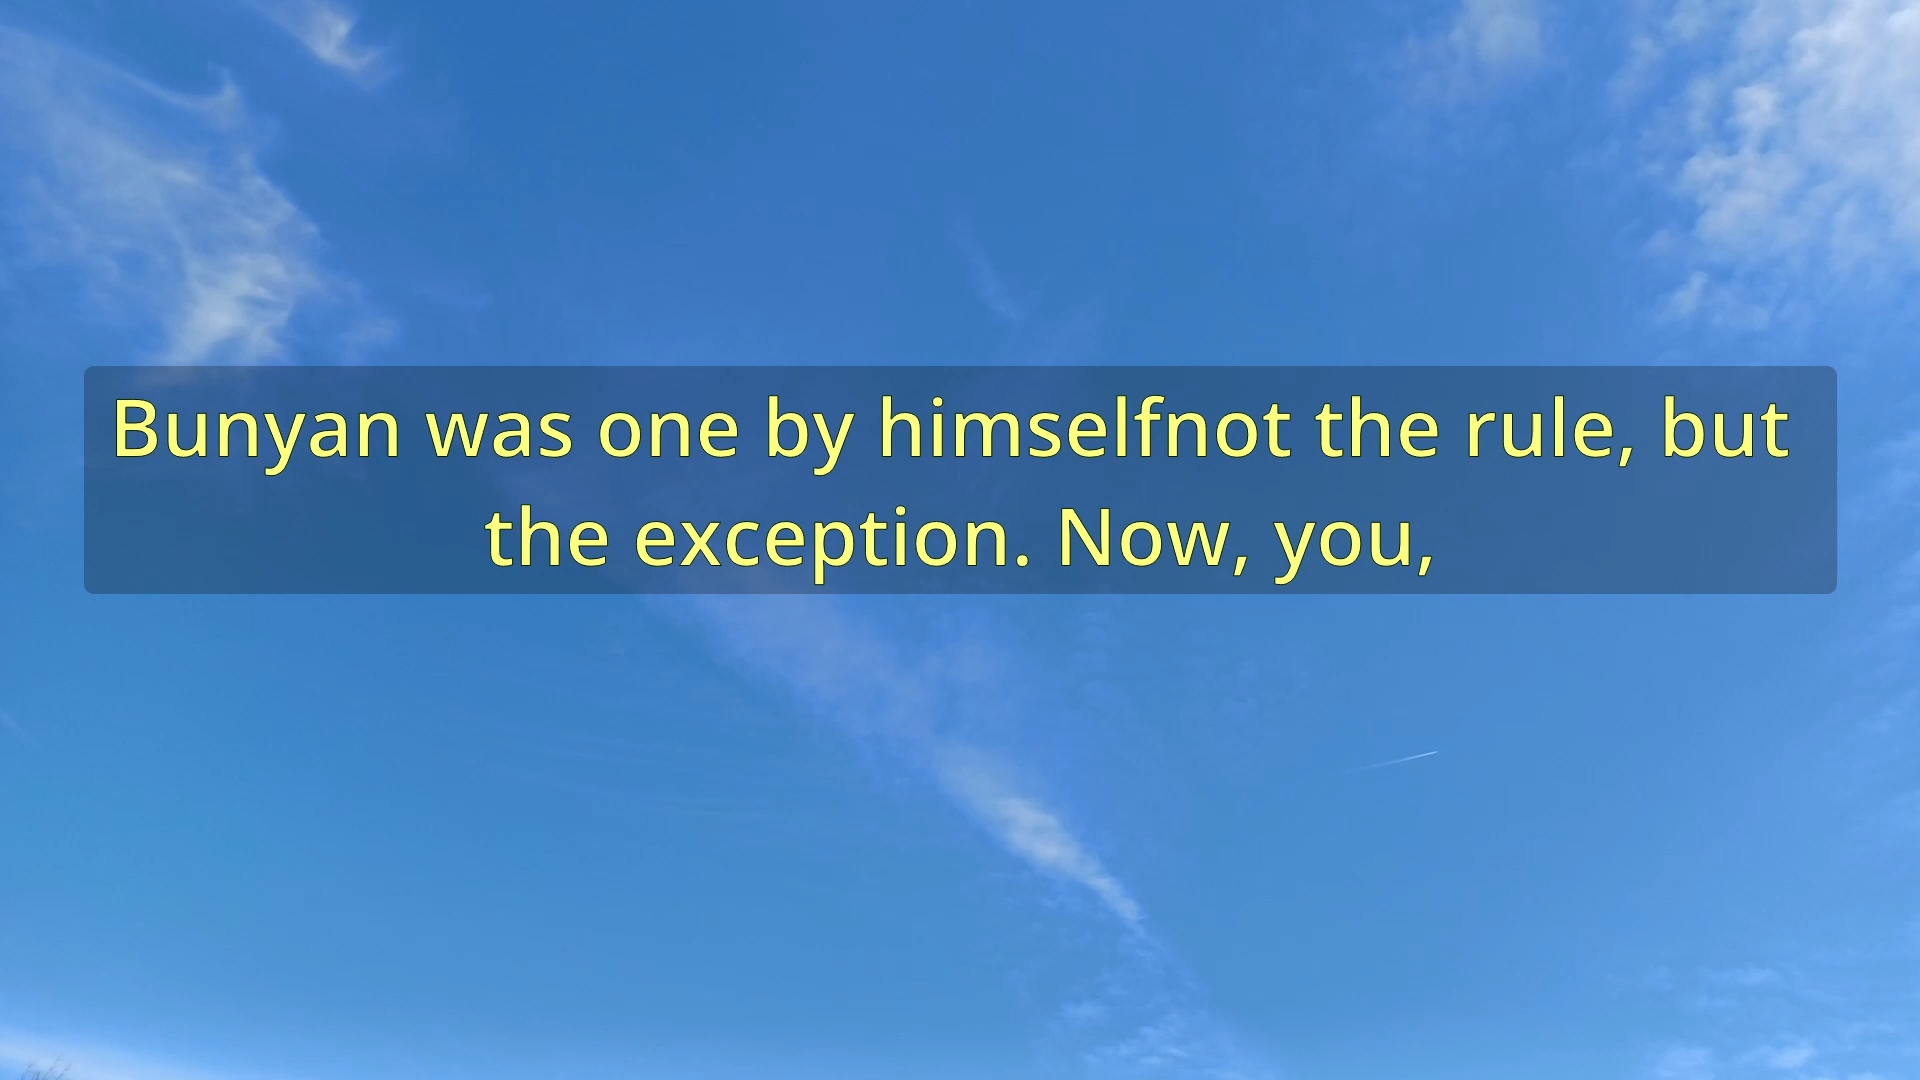 Bunyan was one by himselfnot the rule, but
the exception. Now, you,